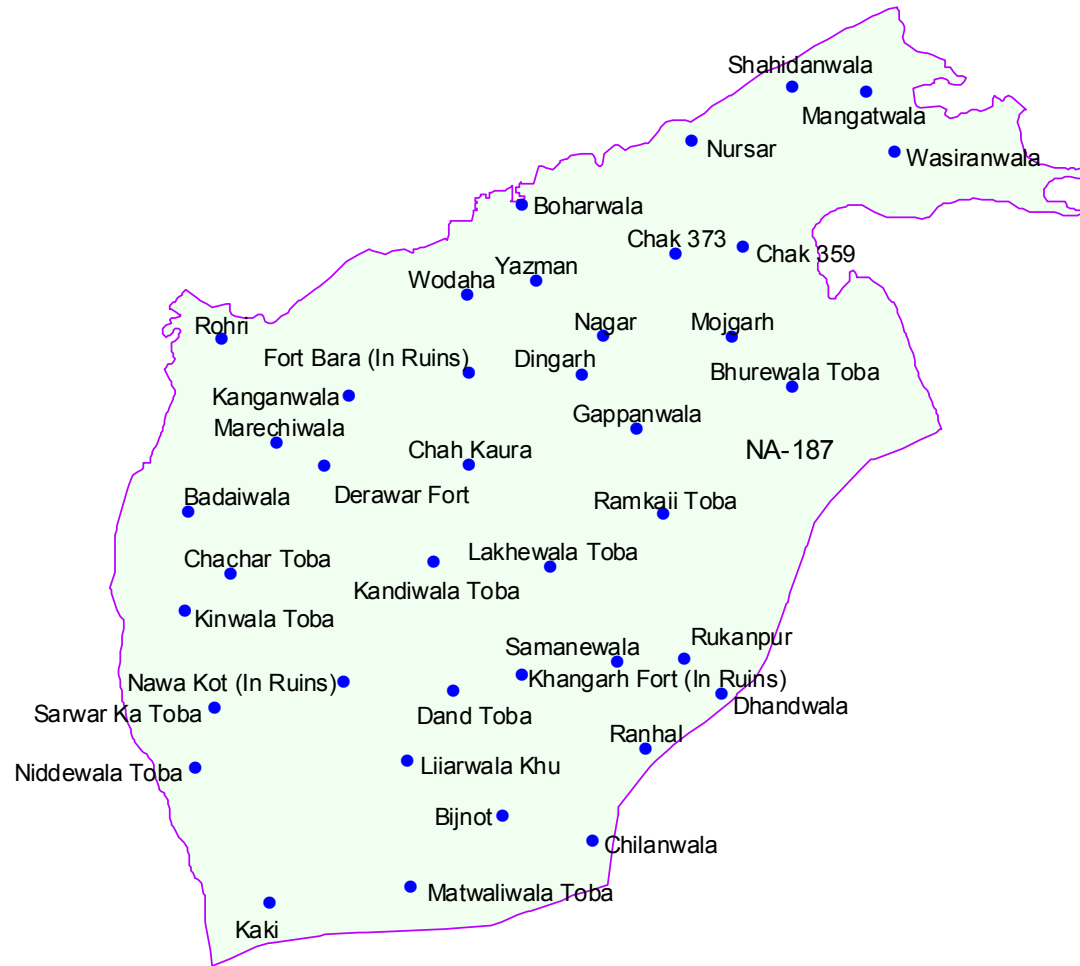 Shahidanwala
Mangatwala
Nursar
Wasiranwala
Boharwala
Chak 373
Chak 359
Yazman
Wodaha
Rohri
Nagar
Mojgarh
Fort Bara (In Ruins)
Dingarh
Bhurewala Toba
Kanganwala
Gappanwala
Marechiwala
NA-187
Chah Kaura
Derawar Fort
Badaiwala
Ramkaji Toba
Lakhewala Toba
Chachar Toba
Kandiwala Toba
Kinwala Toba
Rukanpur
Samanewala
Khangarh Fort (In Ruins)
Nawa Kot (In Ruins)
Dhandwala
Sarwar Ka Toba
Dand Toba
Ranhal
Liiarwala Khu
Niddewala Toba
Bijnot
Chilanwala
Matwaliwala Toba
Kaki